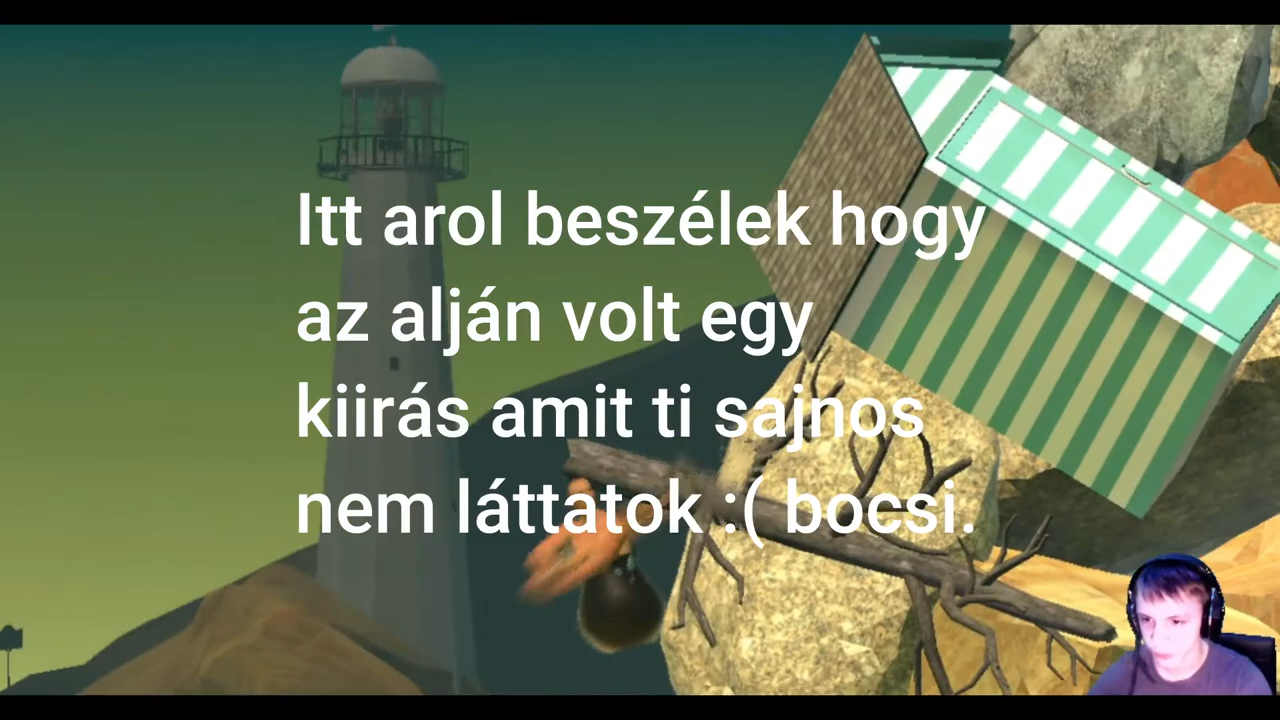 Itt arol beszélek hogy
az alján volt egy
kiirás amit ti sajnos
nem láttatok :( bocsi.